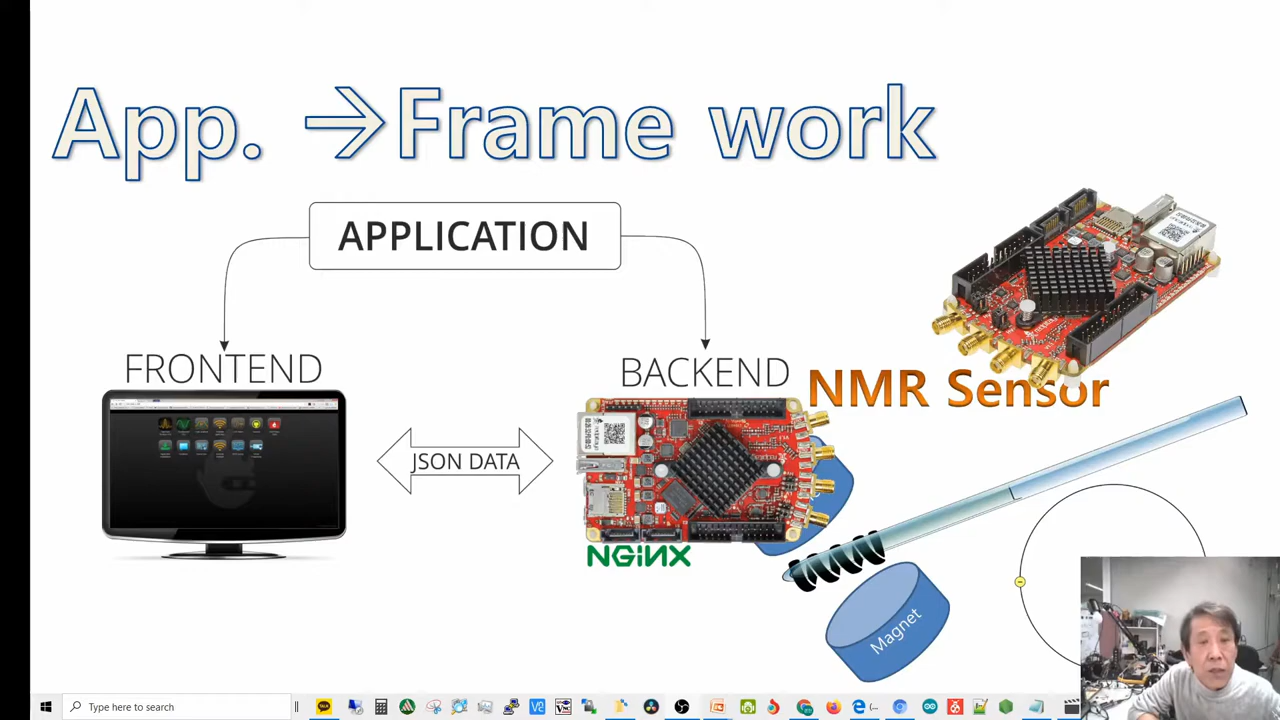 App. →Frame work
APPLICATION
FRONTEND
BACKEND
NMR Sensor
JSON DATA
NGiNX
Magnet
Type here to search